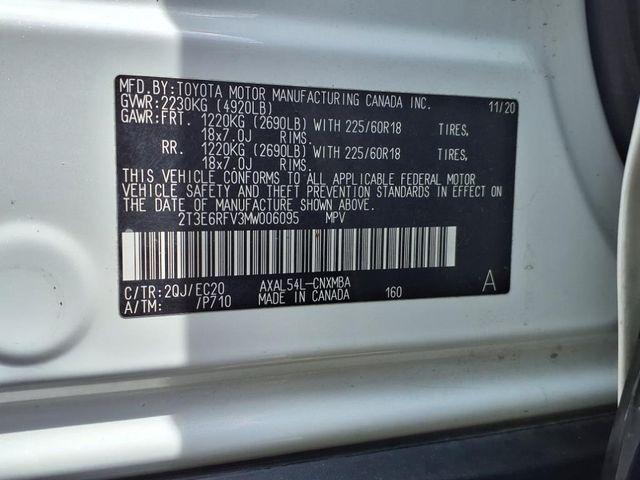 MFD.BY:TOYOTA MOTOR MANUFACTURING CANADA INC.
GVWR:2230KG (4920LB) 11/20
GAWR:FRT. 1220KG (2690LB) WITH 225/60R18 TIRES,
18x7.0J RIMS.
RR. 1220KG (2690LB) WITH 225/60R18 TIRES,
18x7.0J RIMS.
THIS VEHICLE CONFORMS TO ALL APPLICABLE FEDERAL MOTOR
VEHICLE SAFETY AND THEFT PREVENTION STANDARDS IN EFFECT ON
THE DATE OF MANUFACTURE SHOWN ABOVE.
2T3E6RFV3MW006095 MPV
C/TR:2QJ/EC20 AXAL54L-CNXMBA 160 A
A/TM: /P710 MADE IN CANADA